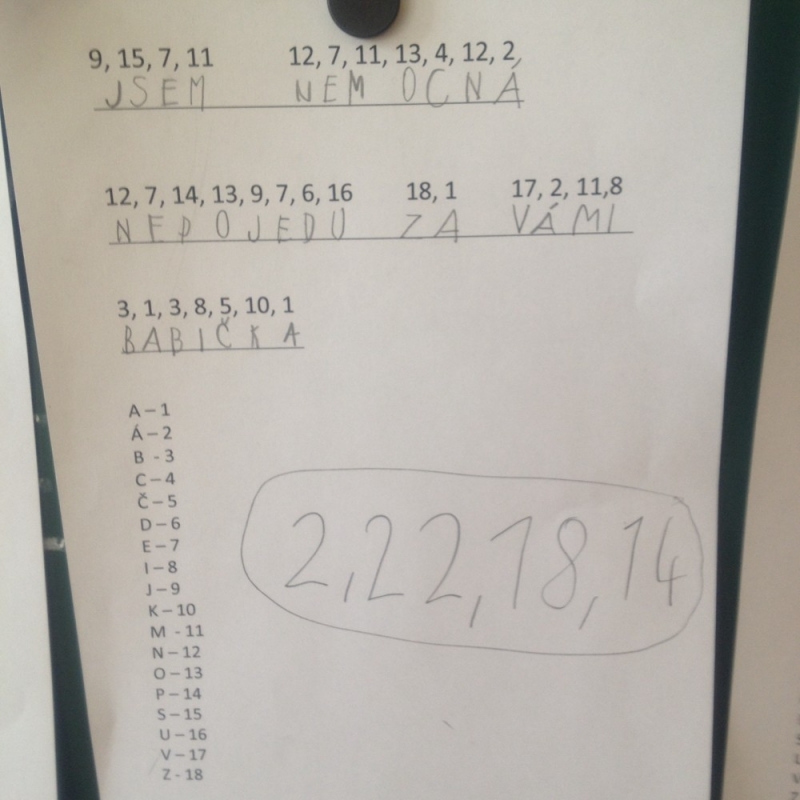 9, 15, 7, 11 12, 7, 11, 13, 4, 12, 2,
JSEM NEMOCNÁ
12, 7, 14, 13, 9, 7, 6, 16 18, 1 17, 2, 11,8
NEPOJEDU ZA VÁMI
3, 1, 3, 8, 5, 10, 1
BABIČKA
A – 1
Á – 2
B - 3
C – 4
Č – 5
D – 6
E – 7
I – 8
J – 9
K – 10
M - 11
N – 12
O – 13
P – 14
S – 15
U – 16
V – 17
Z - 18
2,22,18,14